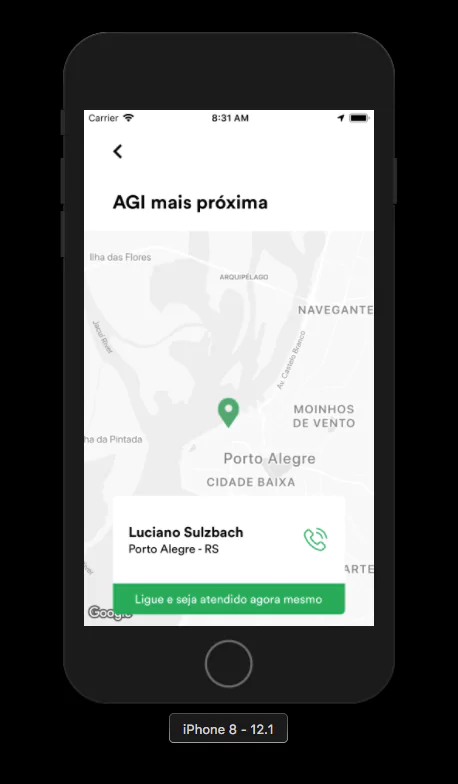 Carrier
8:31 AM
AGI mais próxima
Ilha das Flores
ARQUIPÉLAGO
NAVEGANTE
Jacuí River
Av. Castelo Branco
MOINHOS
DE VENTO
ha da Pintada
Porto Alegre
CIDADE BAIXA
Luciano Sulzbach
Porto Alegre - RS
ARTE
Ligue e seja atendido agora mesmo
Google
iPhone 8 - 12.1